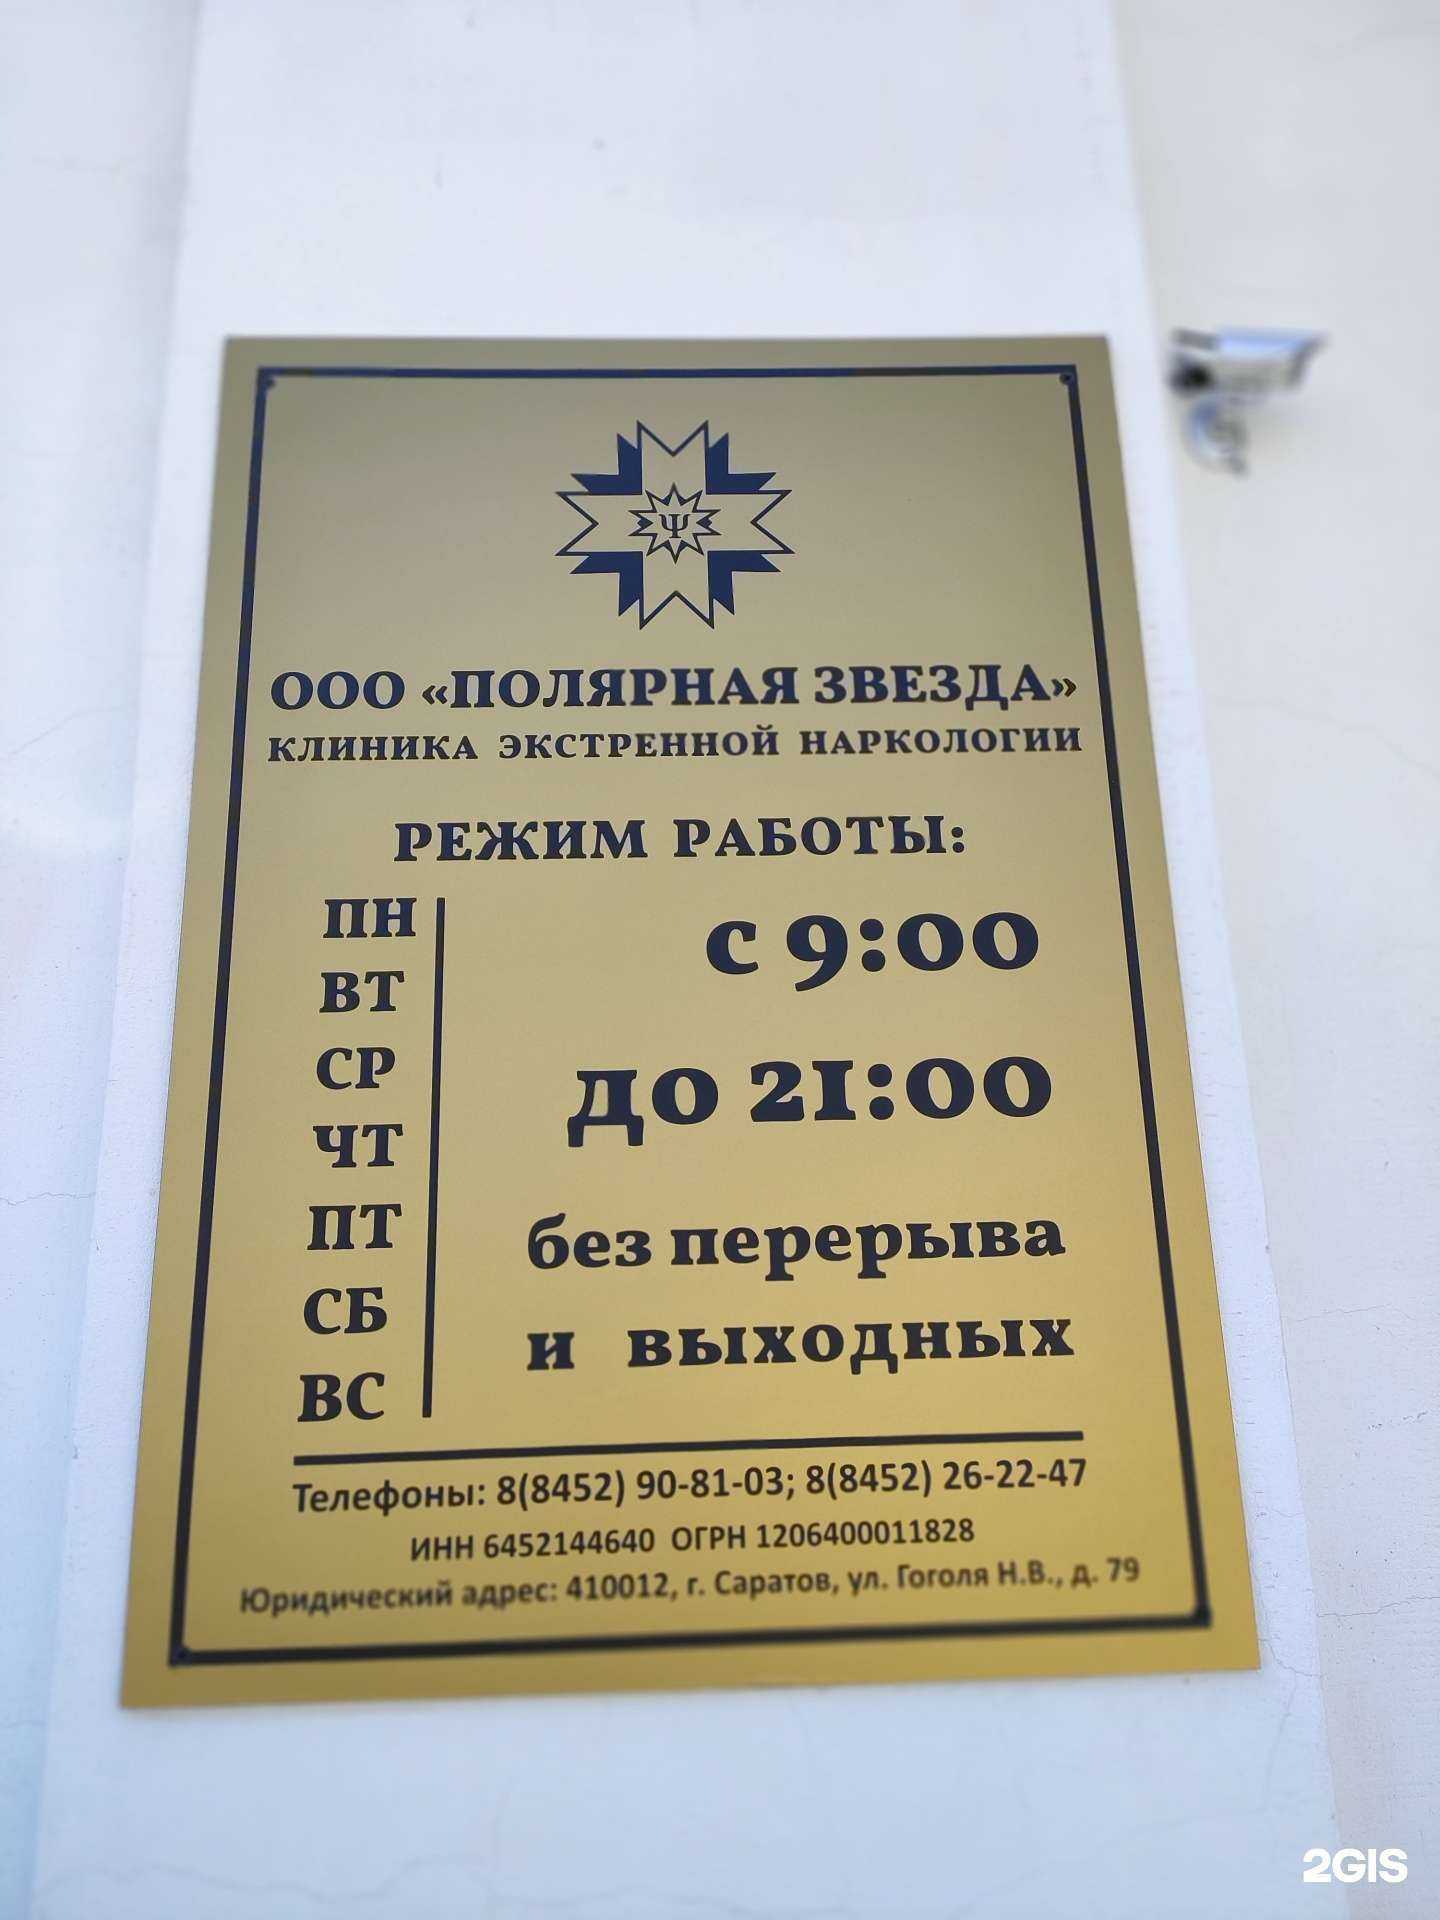 Ψ
ООО «ПОЛЯРНАЯ ЗВЕЗДА»
КЛИНИКА ЭКСТРЕННОЙ НАРКОЛОГИИ
РЕЖИМ РАБОТЫ:
ПН
ВТ
СР
ЧТ
ПТ
СБ
ВС
с 9:00
до 21:00
без перерыва
и выходных
Телефоны: 8(8452) 90-81-03; 8(8452) 26-22-47
ИНН 6452144640 ОГРН 1206400011828
Юридический адрес: 410012, г. Саратов, ул. Гоголя Н.В., д. 79
2GIS